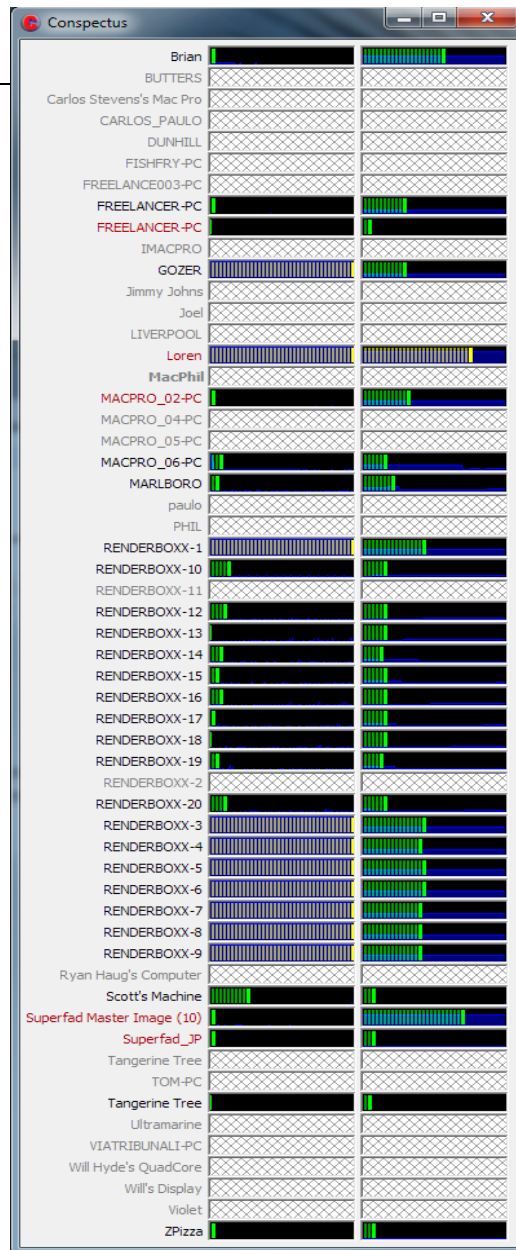 Conspectus
Brian
BUTTERS
Carlos Stevens's Mac Pro
CARLOS_PAULO
DUNHILL
FISHFRY-PC
FREELANCE003-PC
FREELANCER-PC
FREELANCER-PC
IMACPRO
GOZER
Jimmy Johns
Joel
LIVERPOOL
Loren
MacPhil
MACPRO_02-PC
MACPRO_04-PC
MACPRO_05-PC
MACPRO_06-PC
MARLBORO
paulo
PHIL
RENDERBOXX-1
RENDERBOXX-10
RENDERBOXX-11
RENDERBOXX-12
RENDERBOXX-13
RENDERBOXX-14
RENDERBOXX-15
RENDERBOXX-16
RENDERBOXX-17
RENDERBOXX-18
RENDERBOXX-19
RENDERBOXX-2
RENDERBOXX-20
RENDERBOXX-3
RENDERBOXX-4
RENDERBOXX-5
RENDERBOXX-6
RENDERBOXX-7
RENDERBOXX-8
RENDERBOXX-9
Ryan Haug's Computer
Scott's Machine
Superfad Master Image (10)
Superfad_JP
Tangerine Tree
TOM-PC
Tangerine Tree
Ultramarine
VIATRIBUNALI-PC
Will Hyde's QuadCore
Will's Display
Violet
ZPizza